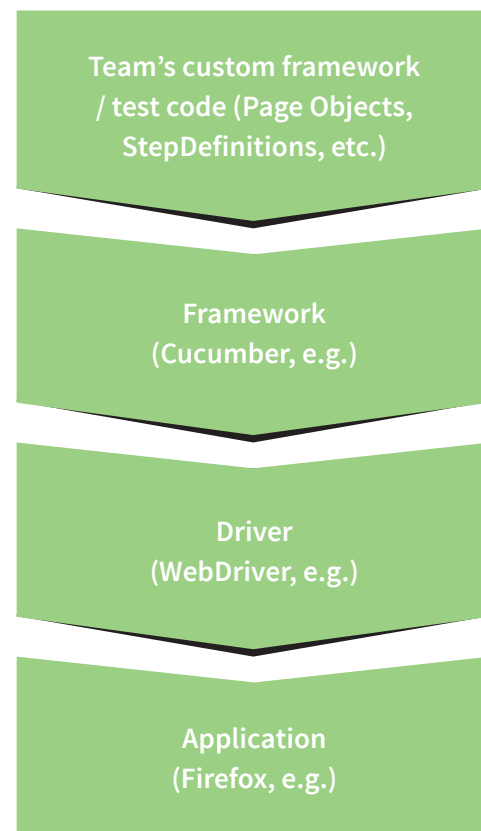 Team’s custom framework
/ test code (Page Objects,
StepDefinitions, etc.)
Framework
(Cucumber, e.g.)
Driver
(WebDriver, e.g.)
Application
(Firefox, e.g.)